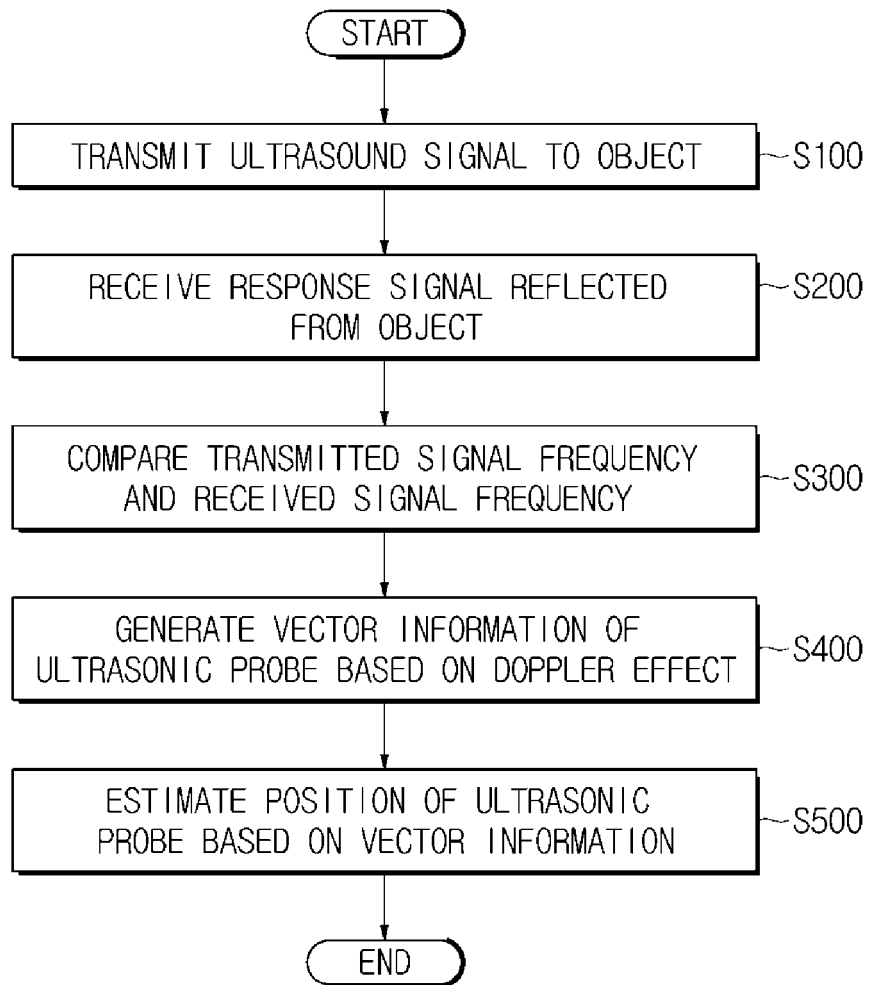 START
TRANSMIT ULTRASOUND SIGNAL TO OBJECT
S100
RECEIVE RESPONSE SIGNAL REFLECTED
FROM OBJECT
S200
COMPARE TRANSMITTED SIGNAL FREQUENCY
AND RECEIVED SIGNAL FREQUENCY
S300
GENERATE VECTOR INFORMATION OF
ULTRASONIC PROBE BASED ON DOPPLER EFFECT
S400
ESTIMATE POSITION OF ULTRASONIC
PROBE BASED ON VECTOR INFORMATION
S500
END